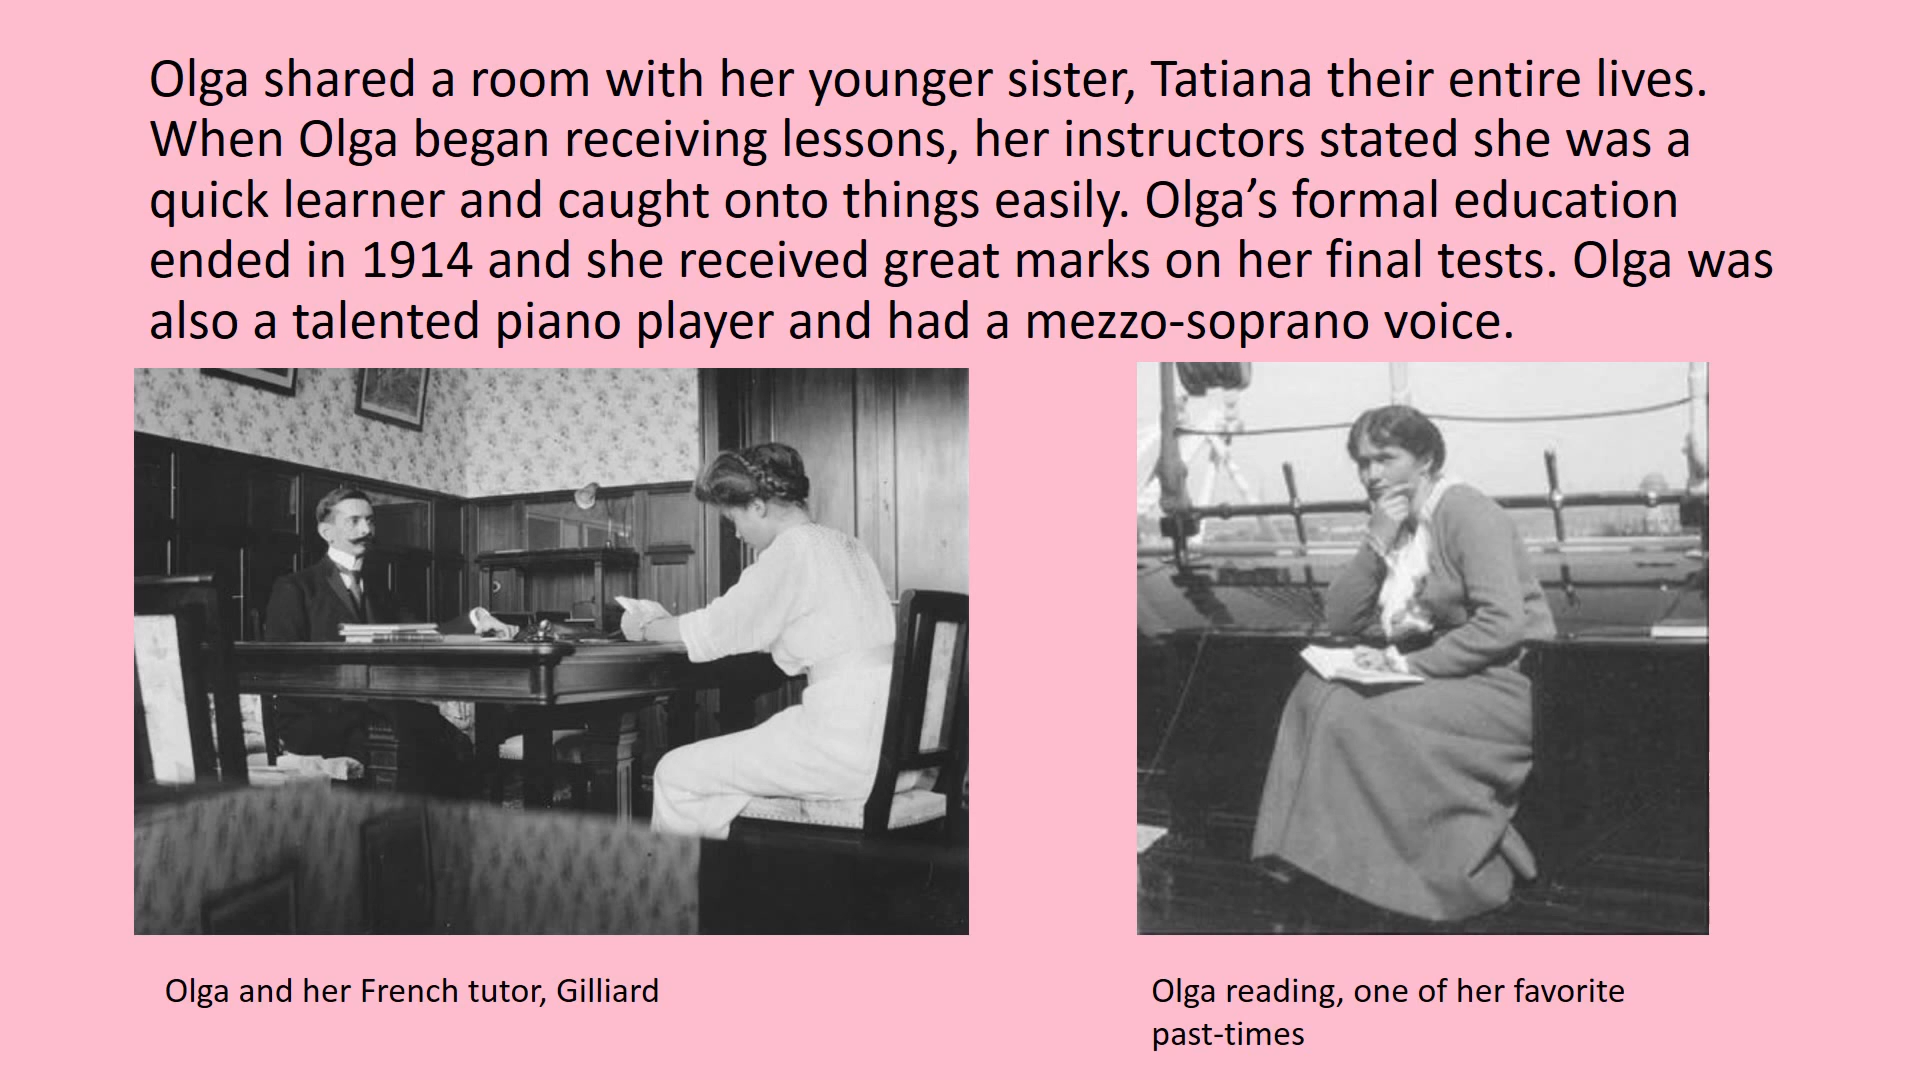 Olga shared a room with her younger sister, Tatiana their entire lives.
When Olga began receiving lessons, her instructors stated she was a
quick learner and caught onto things easily. Olga’s formal education
ended in 1914 and she received great marks on her final tests. Olga was
also a talented piano player and had a mezzo-soprano voice.
Olga and her French tutor, Gilliard
Olga reading, one of her favorite
past-times